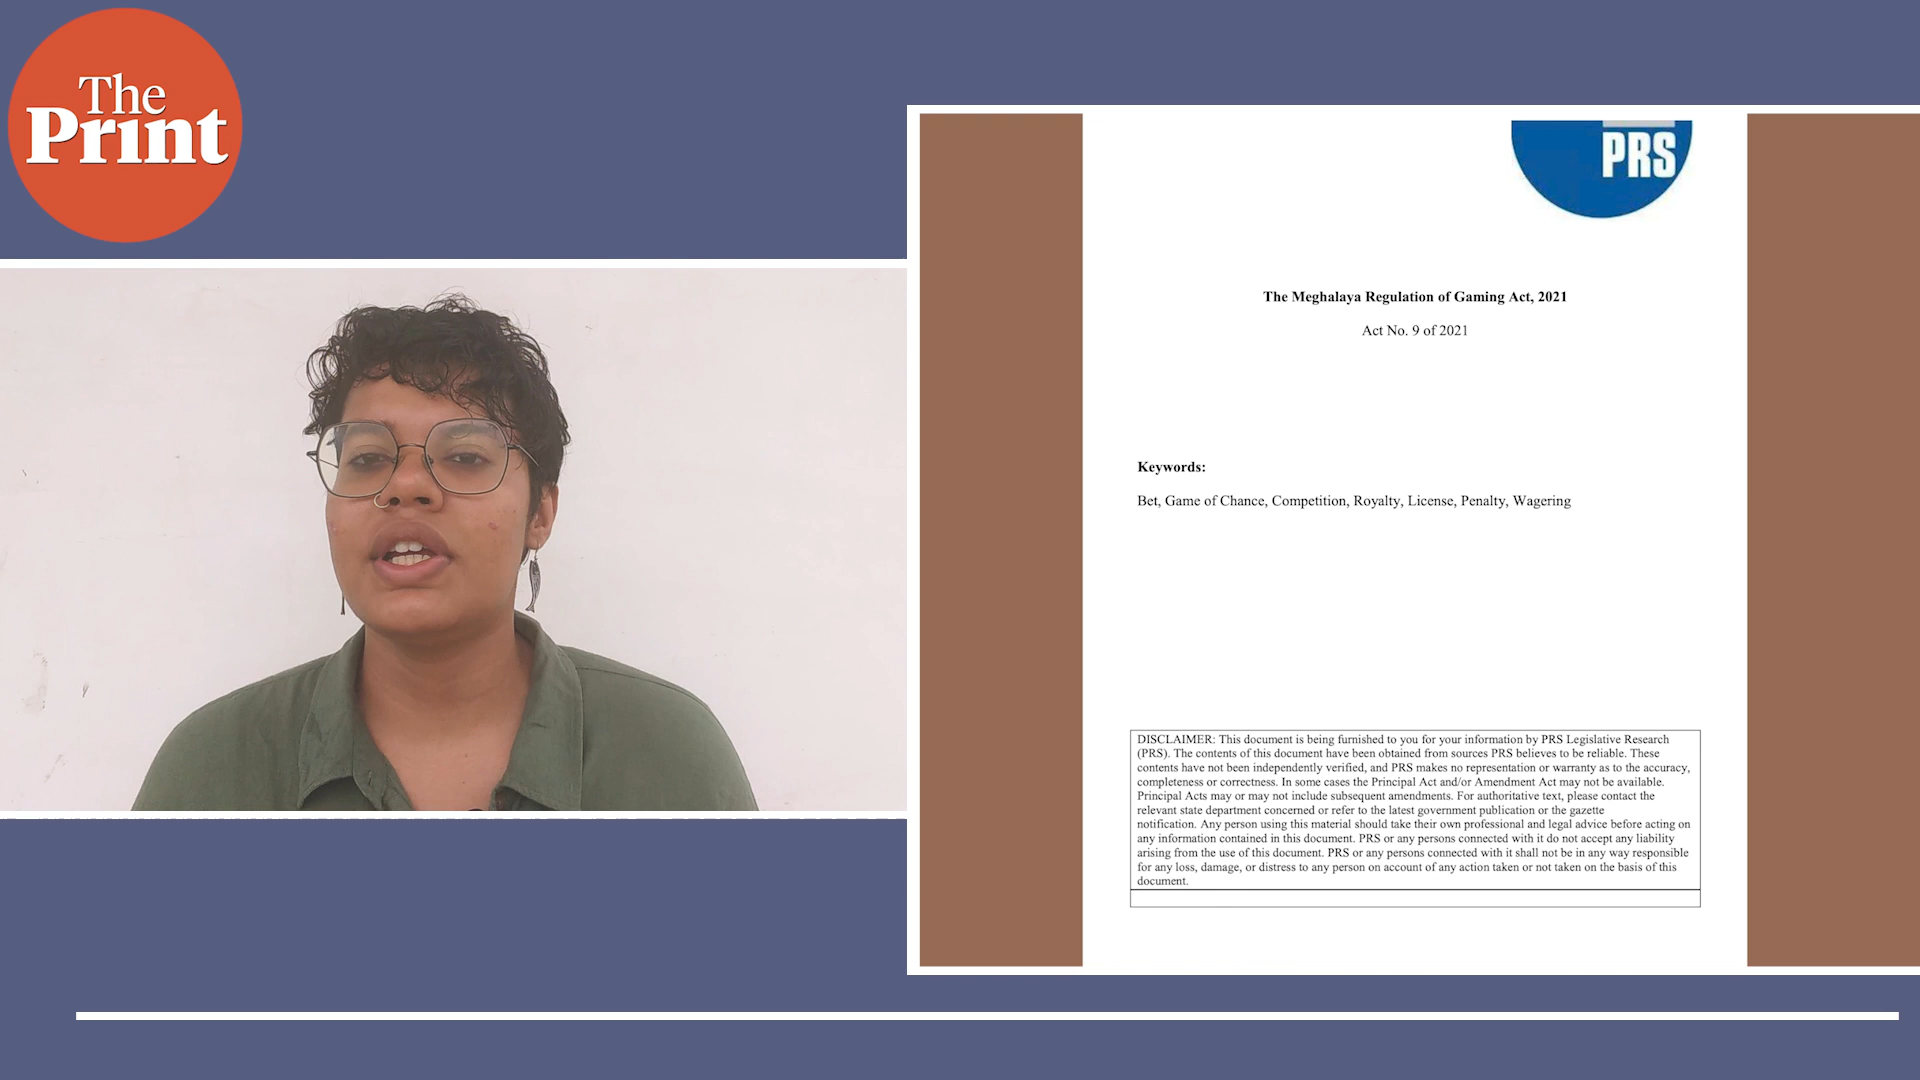 The
Print
PRS
The Meghalaya Regulation of Gaming Act, 2021
Act No. 9 of 2021
Keywords:
Bet, Game of Chance, Competition, Royalty, License, Penalty, Wagering
DISCLAIMER: This document is being furnished to you for your information by PRS Legislative Research
(PRS). The contents of this document have been obtained from sources PRS believes to be reliable. These
contents have not been independently verified, and PRS makes no representation or warranty as to the accuracy,
completeness or correctness. In some cases the Principal Act and/or Amendment Act may not be available.
Principal Acts may or may not include subsequent amendments. For authoritative text, please contact the
relevant state department concerned or refer to the latest government publication or the gazette
notification. Any person using this material should take their own professional and legal advice before acting on
any information contained in this document. PRS or any persons connected with it do not accept any liability
arising from the use of this document. PRS or any persons connected with it shall not be in any way responsible
for any loss, damage, or distress to any person on account of any action taken or not taken on the basis of this
document.